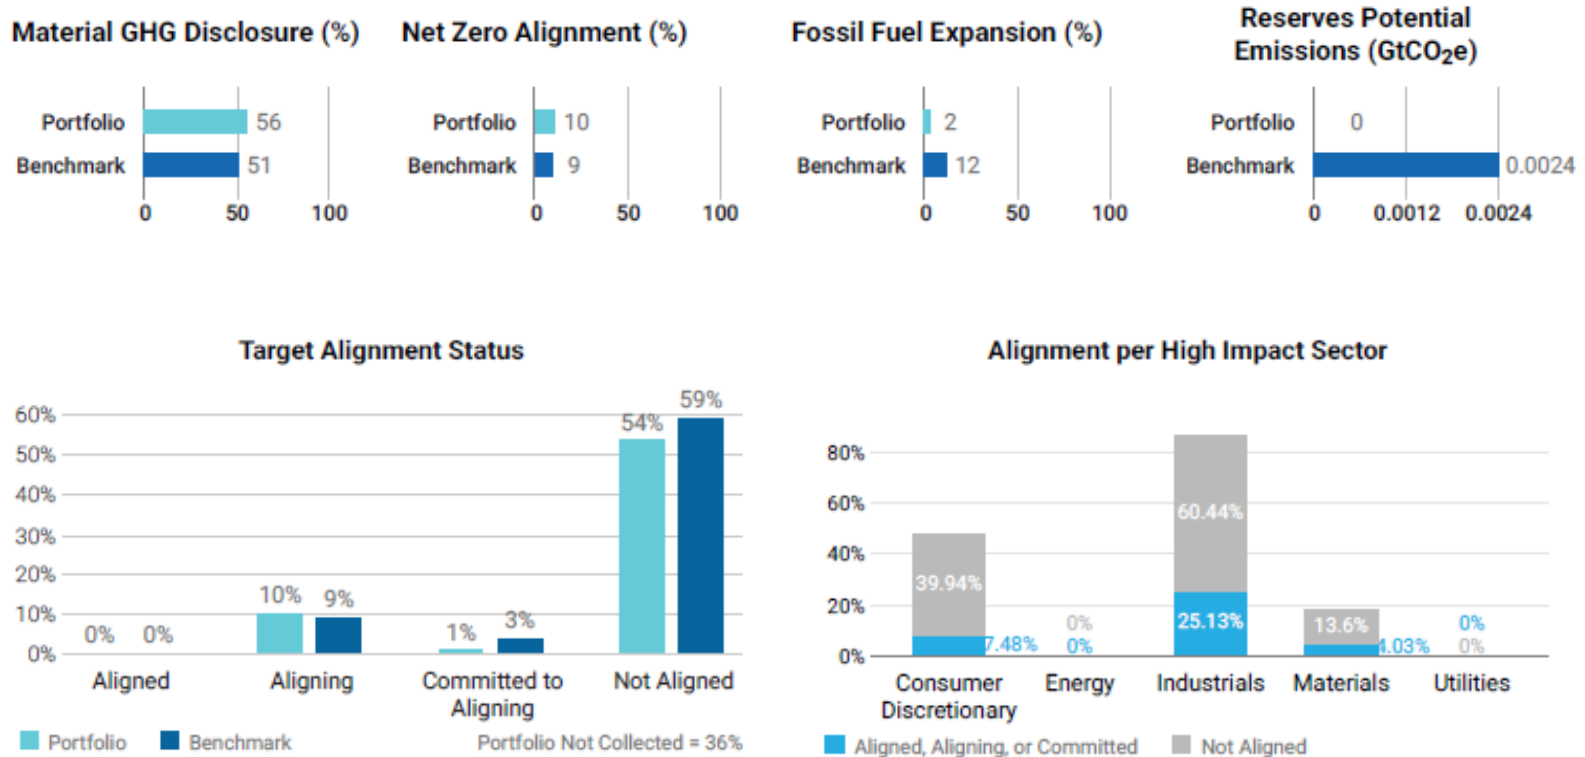 Material GHG Disclosure (%)
Portfolio 56
Benchmark 51
0 50 100
Net Zero Alignment (%)
Portfolio 10
Benchmark 9
0 50 100
Fossil Fuel Expansion (%)
Portfolio 2
Benchmark 12
0 50 100
Reserves Potential
Emissions (GtCO₂e)
Portfolio 0
Benchmark 0.0024
0 0.0012 0.0024
Target Alignment Status
60%
50%
40%
30%
20%
10%
0%
0% 0%
10% 9%
1% 3%
54% 59%
Aligned Aligning Committed to Not Aligned
Aligning
Portfolio Benchmark Portfolio Not Collected = 36%
Alignment per High Impact Sector
80%
60%
40%
20%
0%
39.94%
7.48%
0%
0%
60.44%
25.13%
13.6%
4.03%
0%
0%
Consumer Energy Industrials Materials Utilities
Discretionary
Aligned, Aligning, or Committed Not Aligned